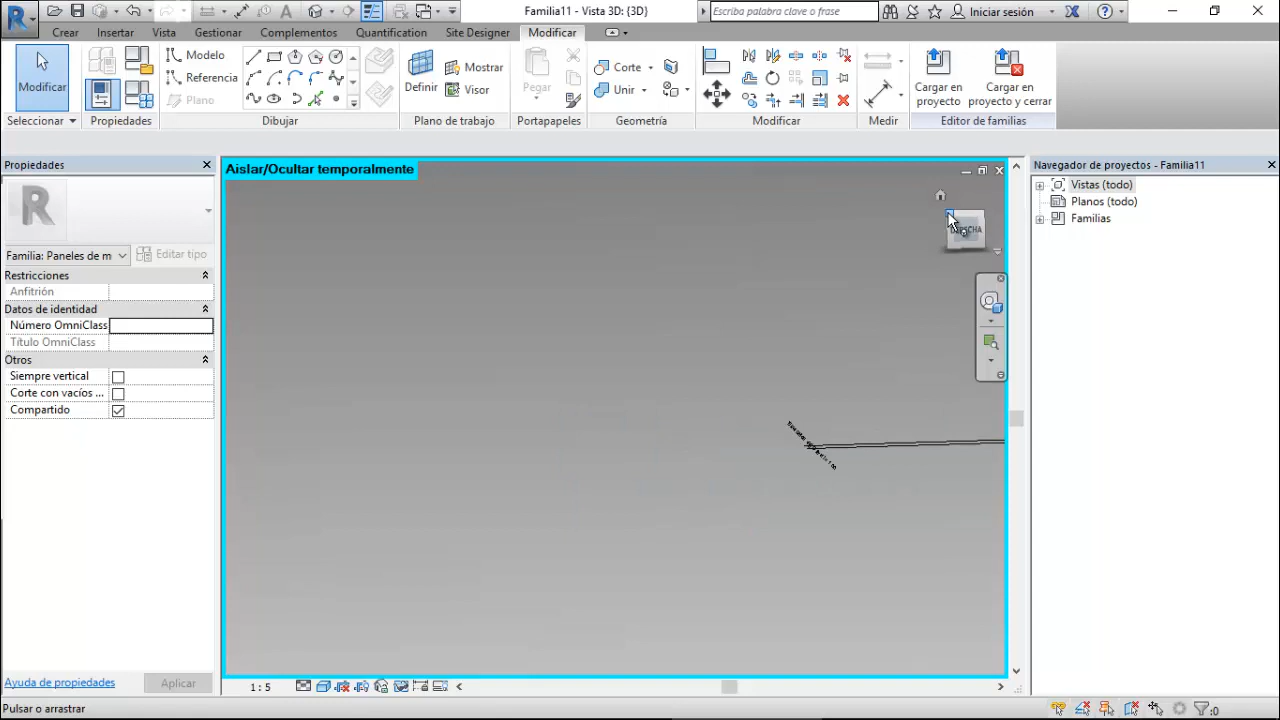 Familia11 - Vista 3D: {3D}
Escriba palabra clave o frase
Iniciar sesión
Crear
Insertar
Vista
Gestionar
Complementos
Quantification
Site Designer
Modificar
Modificar
Modelo
Referencia
Plano
Definir
Mostrar
Visor
Pegar
Corte
Unir
Cargar en
proyecto
Cargar en
proyecto y cerrar
Seleccionar
Propiedades
Dibujar
Plano de trabajo
Portapapeles
Geometría
Modificar
Medir
Editor de familias
Propiedades
Familia: Paneles de m
Editar tipo
Restricciones
Anfitrión
Datos de identidad
Número OmniClass
Título OmniClass
Otros
Siempre vertical
Corte con vacíos ...
Compartido
Ayuda de propiedades
Aplicar
Aislar/Ocultar temporalmente
1 : 5
Navegador de proyectos - Familia11
Vistas (todo)
Planos (todo)
Familias
Pulsar o arrastrar
:0